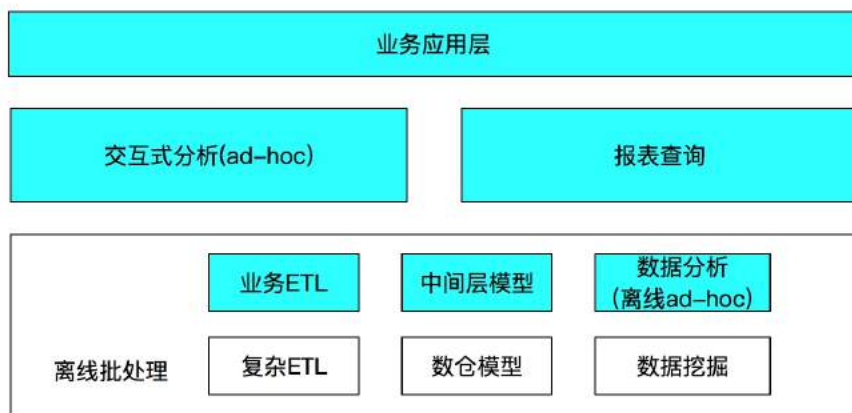 业务应用层
交互式分析(ad-hoc)
报表查询
业务ETL
中间层模型
数据分析
(离线ad-hoc)
离线批处理
复杂ETL
数仓模型
数据挖掘